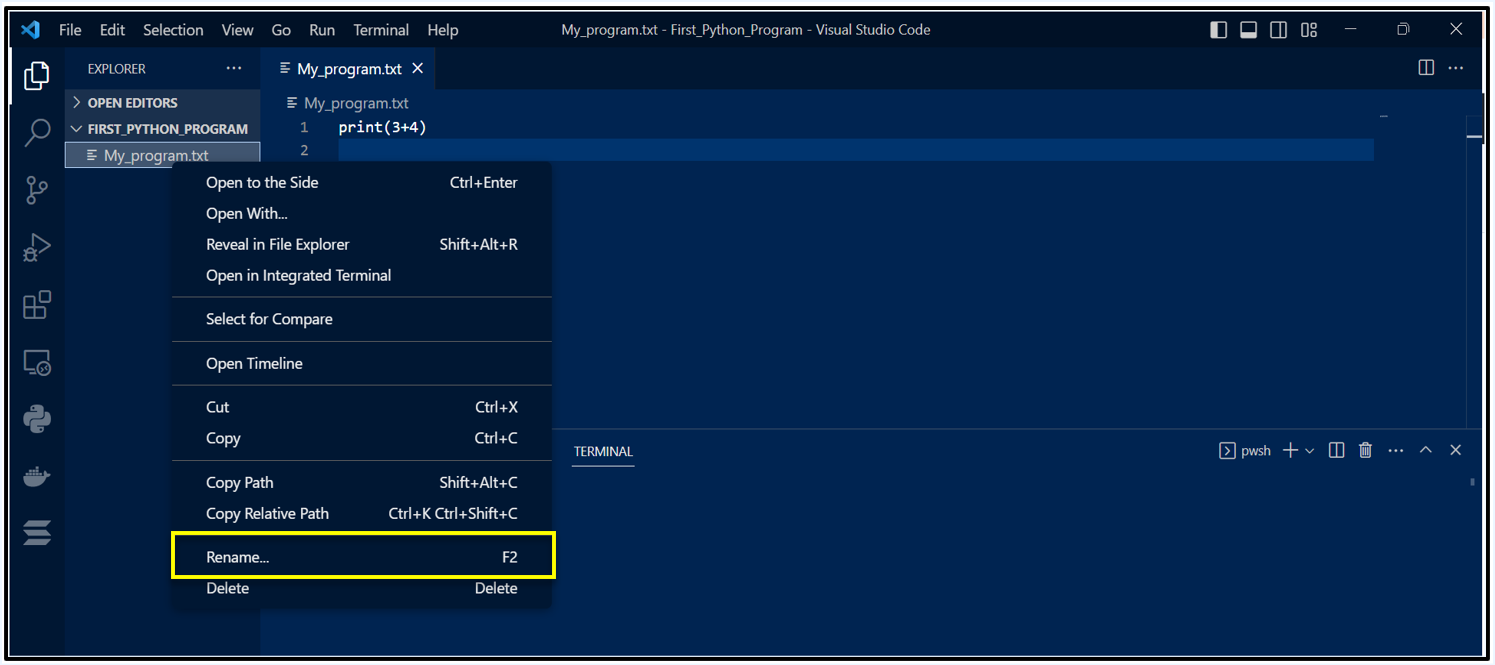 File Edit Selection View Go Run Terminal Help My_program.txt - First_Python_Program - Visual Studio Code
EXPLORER
My_program.txt
OPEN EDITORS
FIRST_PYTHON_PROGRAM
My_program.txt
My_program.txt
1 print(3+4)
2
Open to the Side Ctrl+Enter
Open With...
Reveal in File Explorer Shift+Alt+R
Open in Integrated Terminal
Select for Compare
Open Timeline
Cut Ctrl+X
Copy Ctrl+C
Copy Path Shift+Alt+C
Copy Relative Path Ctrl+K Ctrl+Shift+C
Rename... F2
Delete Delete
TERMINAL
pwsh